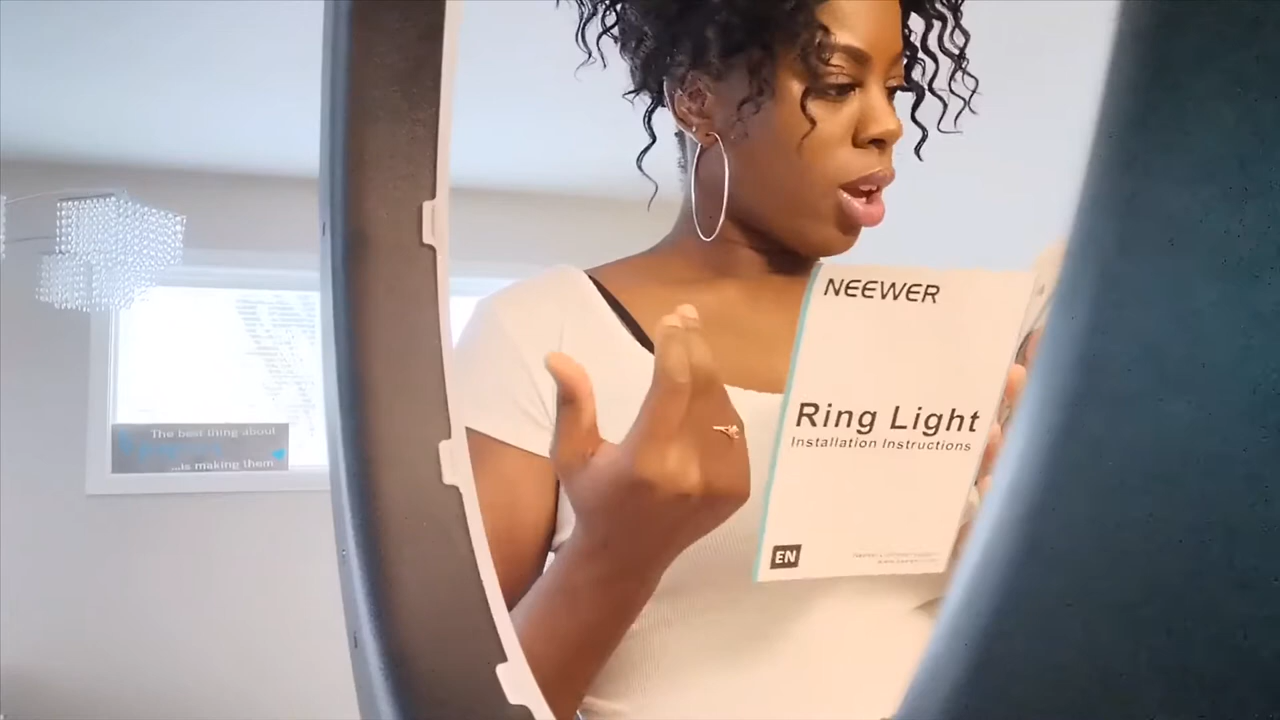 The best thing about
...is making them
NEEWER
Ring Light
Installation Instructions
EN